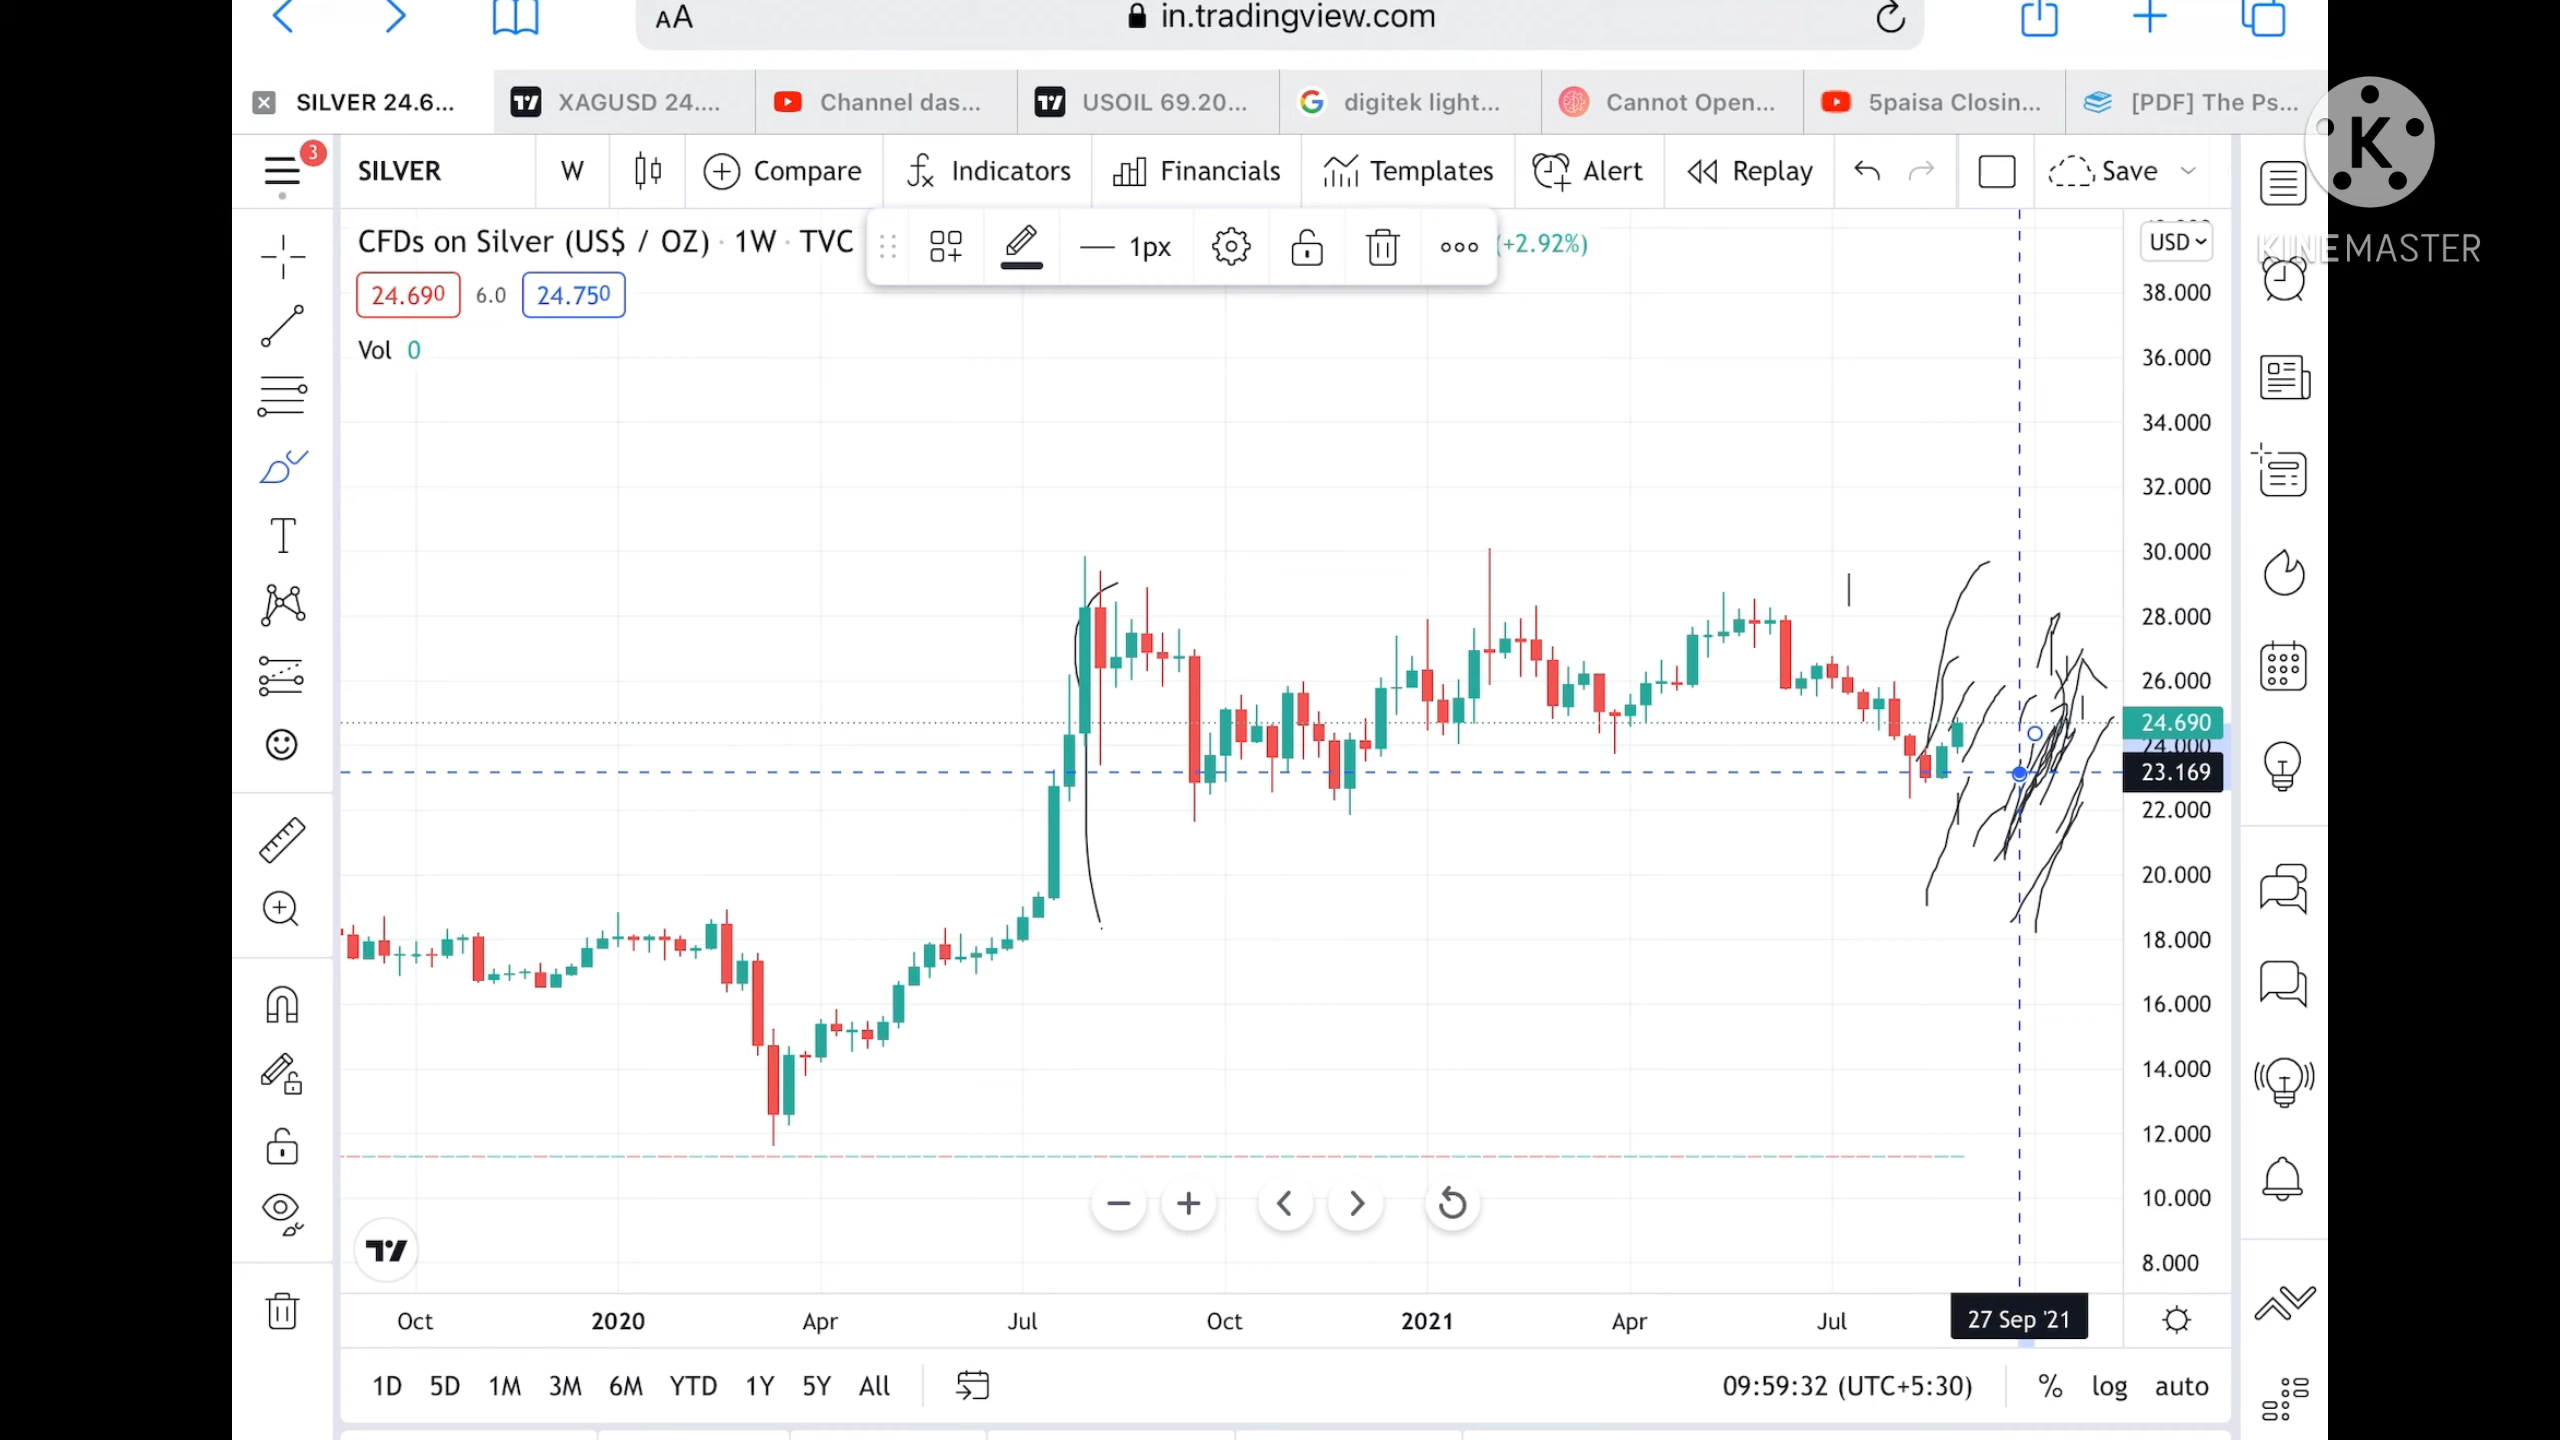 AA
in.tradingview.com
SILVER 24.6...
XAGUSD 24....
Channel das...
USOIL 69.20...
digitek light...
Cannot Open...
5paisa Closin...
[PDF] The Ps...
K
KINEMASTER
3
SILVER
W
Compare
Indicators
Financials
Templates
Alert
Replay
Save
CFDs on Silver (US$ / OZ) · 1W · TVC
1px
(+2.92%)
USD
24.690
6.0
24.750
Vol 0
38.000
36.000
34.000
32.000
30.000
28.000
26.000
24.690
24.000
23.169
22.000
20.000
18.000
16.000
14.000
12.000
10.000
8.000
Oct
2020
Apr
Jul
Oct
2021
Apr
Jul
27 Sep '21
1D
5D
1M
3M
6M
YTD
1Y
5Y
All
09:59:32 (UTC+5:30)
%
log
auto